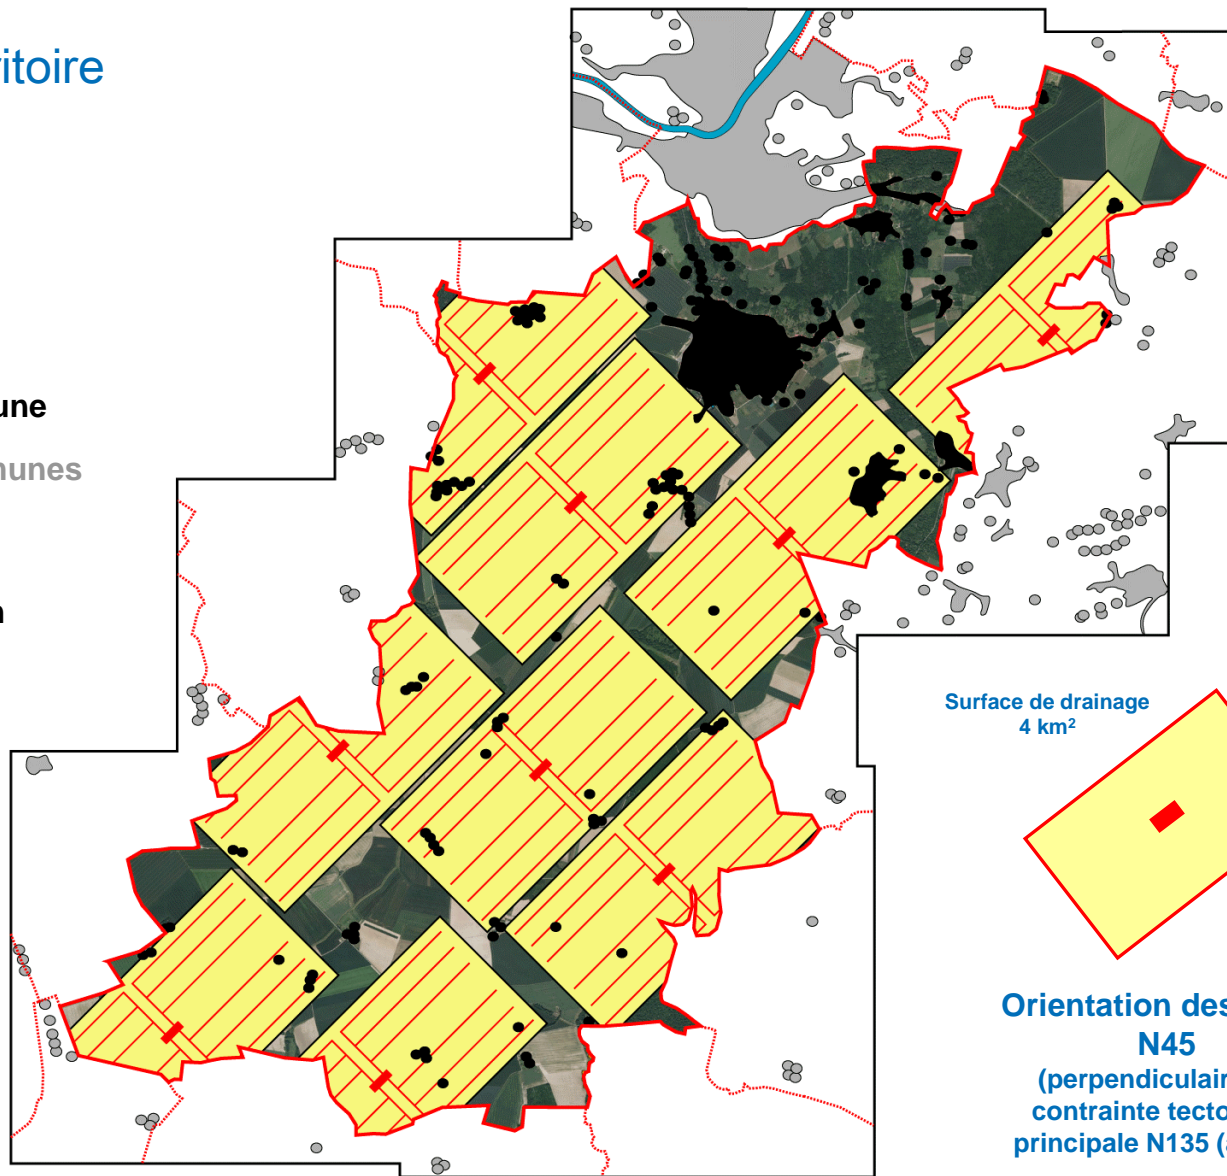 itoire
une
nunes
n
Surface de drainage
4 km²
Orientation des
N45
(perpendiculair
contrainte tecto
principale N135 (